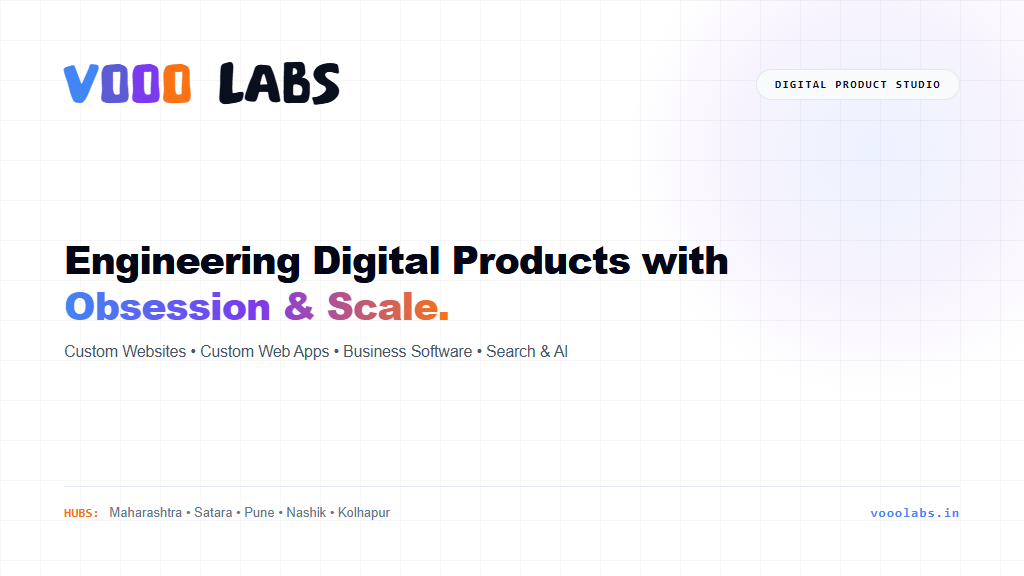 VOOO LABS
DIGITAL PRODUCT STUDIO
Engineering Digital Products with
Obsession & Scale.
Custom Websites • Custom Web Apps • Business Software • Search & AI
HUBS: Maharashtra • Satara • Pune • Nashik • Kolhapur
vooolabs.in